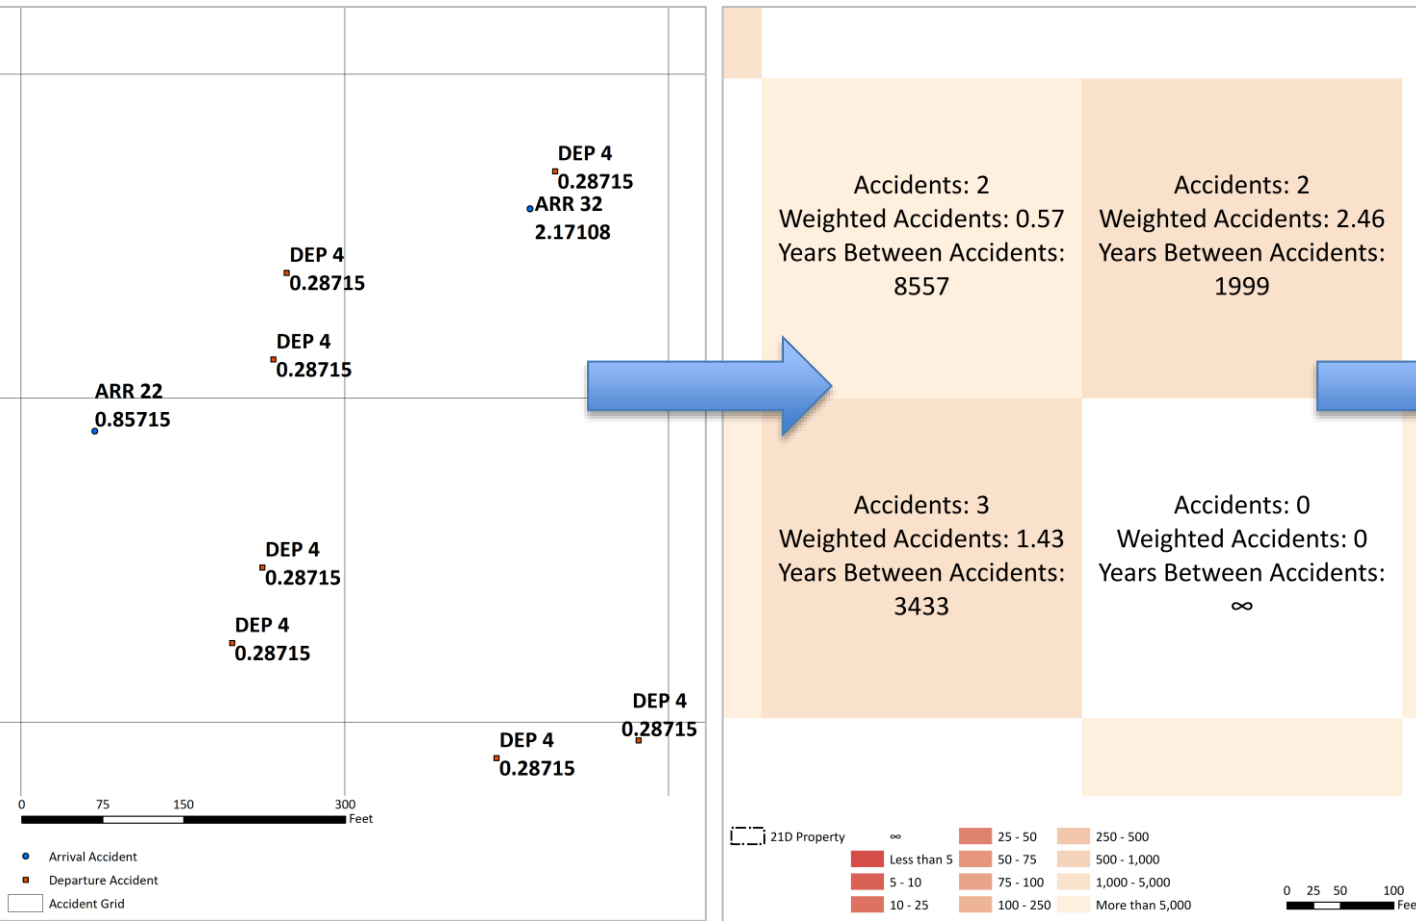 DEP 4
0.28715
ARR 32
2.17108
DEP 4
0.28715
DEP 4
0.28715
ARR 22
0.85715
DEP 4
0.28715
DEP 4
0.28715
DEP 4
0.28715
DEP 4
0.28715
0 75 150 300
Feet
Arrival Accident
Departure Accident
Accident Grid
Accidents: 2
Weighted Accidents: 0.57
Years Between Accidents:
8557
Accidents: 2
Weighted Accidents: 2.46
Years Between Accidents:
1999
Accidents: 3
Weighted Accidents: 1.43
Years Between Accidents:
3433
Accidents: 0
Weighted Accidents: 0
Years Between Accidents:
∞
21D Property
∞
Less than 5
5 - 10
10 - 25
25 - 50
50 - 75
75 - 100
100 - 250
250 - 500
500 - 1,000
1,000 - 5,000
More than 5,000
0 25 50 100
Fee